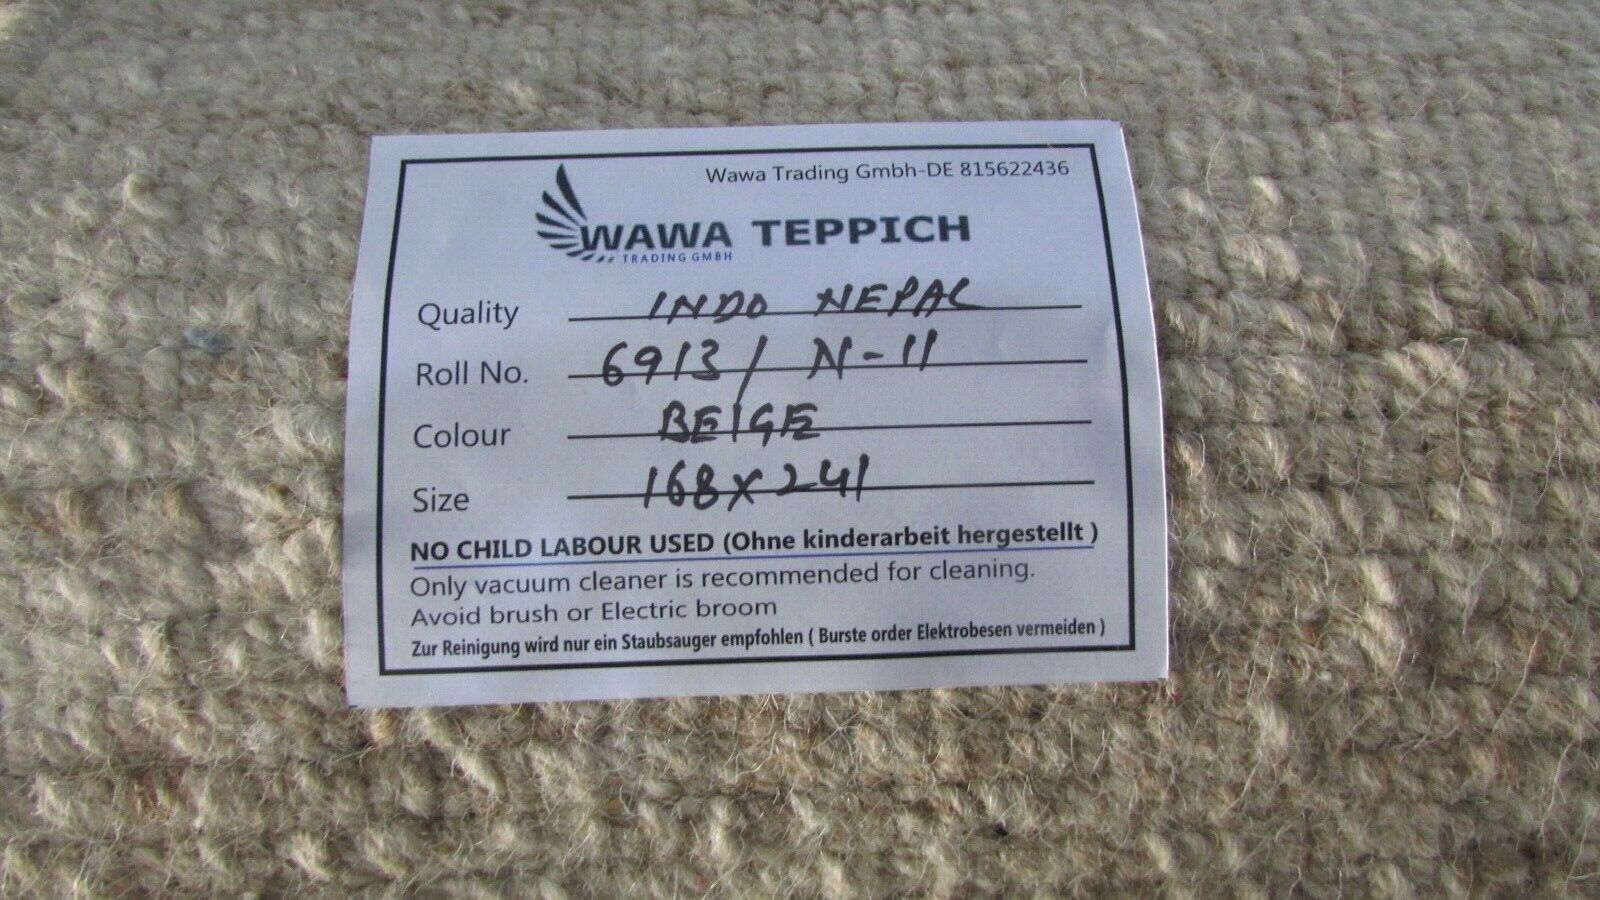 Wawa Trading Gmbh-DE 815622436
WAWA TEPPICH
TRADING GMBH
Quality INDO NEPAL
Roll No. 6913/ N-11
Colour BEIGE
Size 168x241
NO CHILD LABOUR USED (Ohne kinderarbeit hergestellt )
Only vacuum cleaner is recommended for cleaning.
Avoid brush or Electric broom
Zur Reinigung wird nur ein Staubsauger empfohlen ( Burste order Elektrobesen vermeiden )